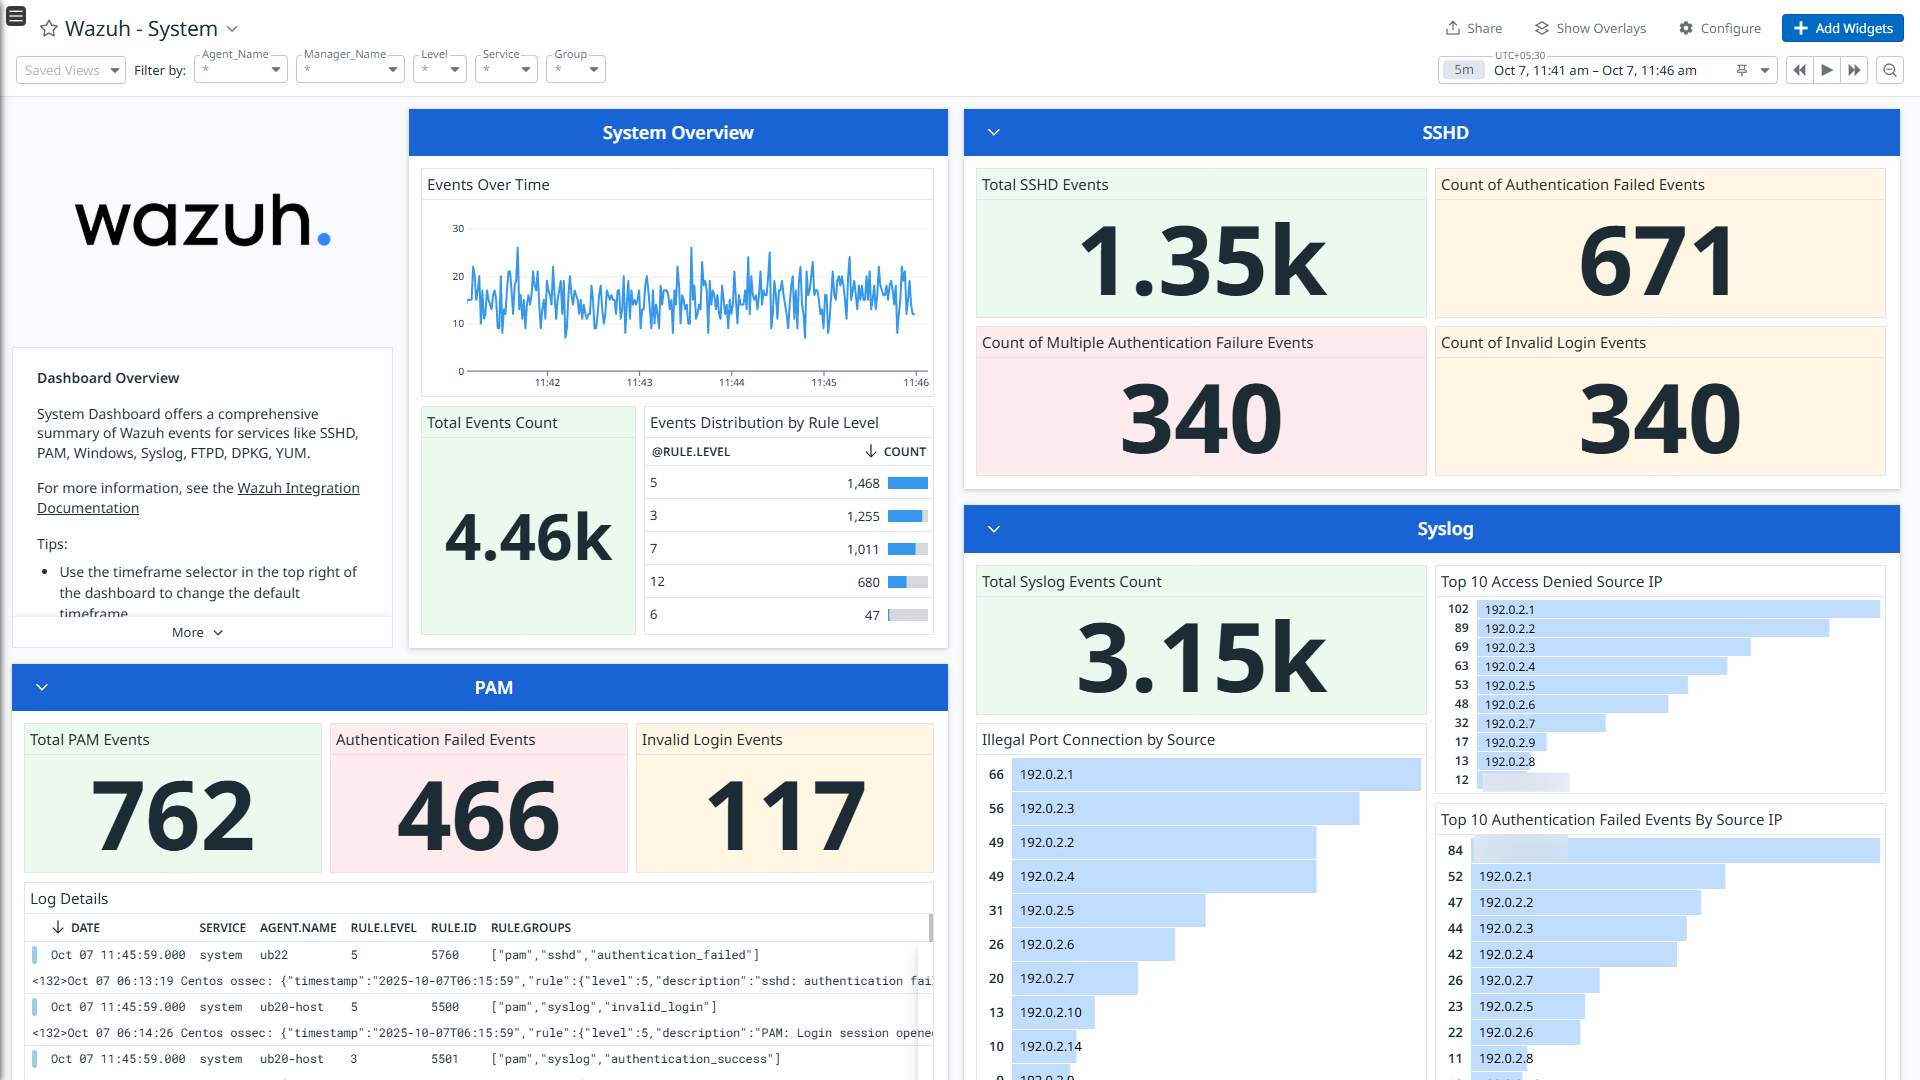 Wazuh - System
Share
Show Overlays
Configure
Add Widgets
Saved Views
Filter by:
Agent_Name
*
Manager_Name
*
Level
*
Service
*
Group
*
UTC+05:30
5m
Oct 7, 11:41 am – Oct 7, 11:46 am
wazuh.
Dashboard Overview
System Dashboard offers a comprehensive
summary of Wazuh events for services like SSHD,
PAM, Windows, Syslog, FTPD, DPKG, YUM.
For more information, see the Wazuh Integration
Documentation
Tips:
• Use the timeframe selector in the top right of
the dashboard to change the default
timeframe
More
System Overview
Events Over Time
30
20
10
0
11:42 11:43 11:44 11:45 11:46
Total Events Count
4.46k
Events Distribution by Rule Level
@RULE.LEVEL COUNT
5 1,468
3 1,255
7 1,011
12 680
6 47
SSHD
Total SSHD Events
1.35k
Count of Authentication Failed Events
671
Count of Multiple Authentication Failure Events
340
Count of Invalid Login Events
340
PAM
Total PAM Events
762
Authentication Failed Events
466
Invalid Login Events
117
Log Details
DATE SERVICE AGENT.NAME RULE.LEVEL RULE.ID RULE.GROUPS
Oct 07 11:45:59.000 system ub22 5 5760 ["pam","sshd","authentication_failed"]
<132>Oct 07 06:13:19 Centos ossec: {"timestamp":"2025-10-07T06:15:59","rule":{"level":5,"description":"sshd: authentication fai
Oct 07 11:45:59.000 system ub20-host 5 5500 ["pam","syslog","invalid_login"]
<132>Oct 07 06:14:26 Centos ossec: {"timestamp":"2025-10-07T06:15:59","rule":{"level":5,"description":"PAM: Login session opene
Oct 07 11:45:59.000 system ub20-host 3 5501 ["pam","syslog","authentication_success"]
Syslog
Total Syslog Events Count
3.15k
Illegal Port Connection by Source
66 192.0.2.1
56 192.0.2.3
49 192.0.2.2
49 192.0.2.4
31 192.0.2.5
26 192.0.2.6
20 192.0.2.7
13 192.0.2.10
10 192.0.2.14
9 192.0.2.9
Top 10 Access Denied Source IP
102 192.0.2.1
89 192.0.2.2
69 192.0.2.3
63 192.0.2.4
53 192.0.2.5
48 192.0.2.6
32 192.0.2.7
17 192.0.2.9
13 192.0.2.8
12
Top 10 Authentication Failed Events By Source IP
84
52 192.0.2.1
47 192.0.2.2
44 192.0.2.3
42 192.0.2.4
26 192.0.2.7
23 192.0.2.5
22 192.0.2.6
11 192.0.2.8